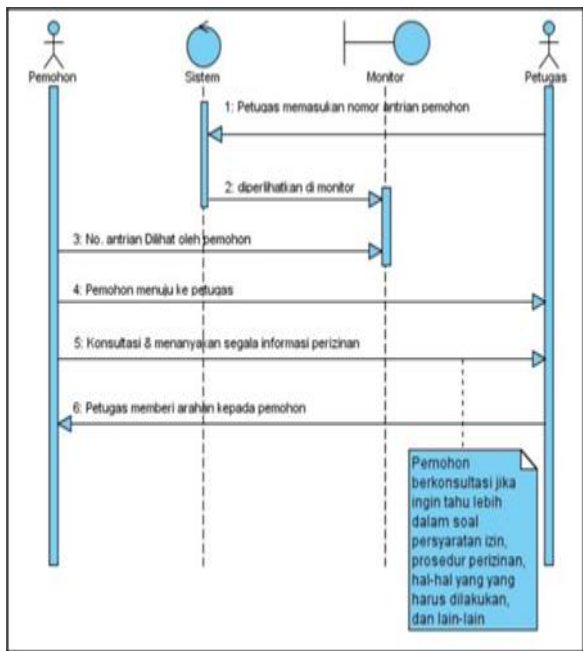 Pemohon
Sistem
Monitor
Petugas
1: Petugas memasukan nomor antrian pemohon
2: diperlihatkan di monitor
3: No. antrian Dilihat oleh pemohon
4: Pemohon menuju ke petugas
5: Konsultasi & menanyakan segala informasi perizinan
6: Petugas memberi arahan kepada pemohon
Pemohon
berkonsultasi jika
ingin tahu lebih
dalam soal
persyaratan izin,
prosedur perizinan,
hal-hal yang yang
harus dilakukan,
dan lain-lain